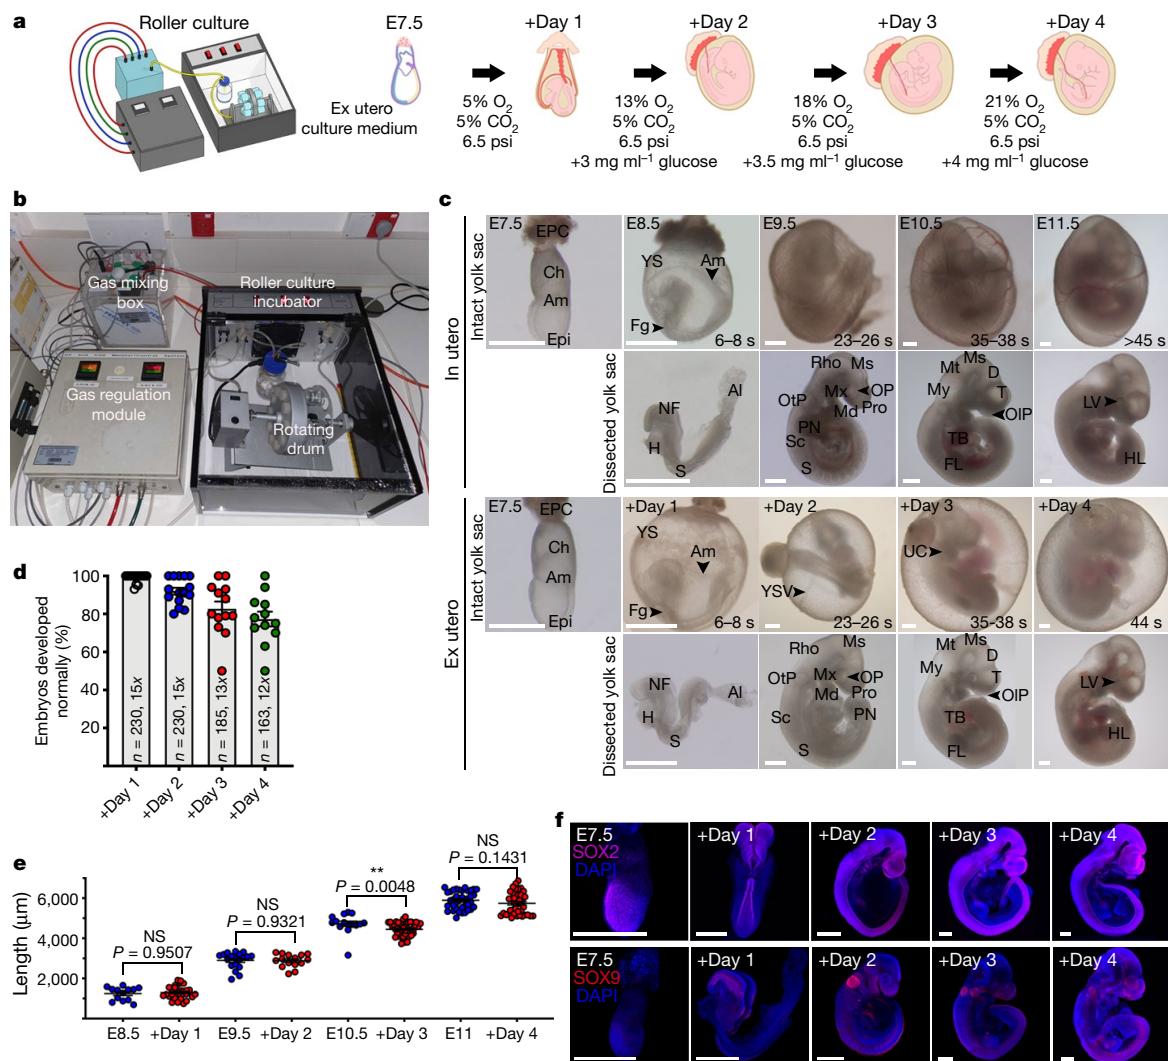 a
Roller culture
E7.5
Ex utero
culture medium
5% O2
5% CO2
6.5 psi
+Day 1
13% O2
5% CO2
6.5 psi
+3 mg ml−1 glucose
+Day 2
18% O2
5% CO2
6.5 psi
+3.5 mg ml−1 glucose
+Day 3
21% O2
5% CO2
6.5 psi
+4 mg ml−1 glucose
+Day 4
b
Gas mixing
box
Roller culture
incubator
Gas regulation
module
Rotating
drum
c
In utero
Intact yolk sac
E7.5
EPC
Ch
Am
Epi
E8.5
YS
Am
Fg
6–8 s
E9.5
23–26 s
E10.5
35–38 s
E11.5
>45 s
Dissected yolk sac
NF
Al
H
S
Rho
Ms
Mx
OP
OtP
Md
Pro
PN
Sc
S
Ms
Mt
D
My
T
OlP
TB
FL
LV
HL
Ex utero
Intact yolk sac
E7.5
EPC
Ch
Am
Epi
+Day 1
YS
Am
Fg
6–8 s
+Day 2
YSV
23–26 s
+Day 3
UC
35-38 s
+Day 4
44 s
Dissected yolk sac
NF
Al
H
S
Ms
Rho
Mx
OP
OtP
Md
Pro
Sc
PN
S
Ms
Mt
D
My
T
OlP
TB
FL
LV
HL
d
Embryos developed
normally (%)
100
80
60
40
20
n = 230, 15x
n = 230, 15x
n = 185, 13x
n = 163, 12x
+Day 1
+Day 2
+Day 3
+Day 4
e
Length (μm)
6,000
4,000
2,000
NS
P = 0.9507
NS
P = 0.9321
**
P = 0.0048
NS
P = 0.1431
E8.5
+Day 1
E9.5
+Day 2
E10.5
+Day 3
E11
+Day 4
f
E7.5
SOX2
DAPI
+Day 1
+Day 2
+Day 3
+Day 4
E7.5
SOX9
DAPI
+Day 1
+Day 2
+Day 3
+Day 4